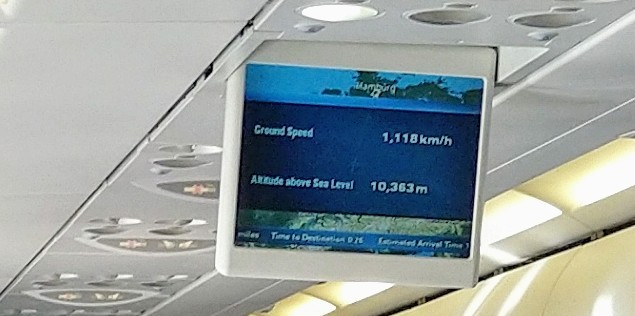 Hamburg
Ground Speed 1,118 km/h
Altitude above Sea Level 10,363 m
miles Time to Destination 0:26 Estimated Arrival Time